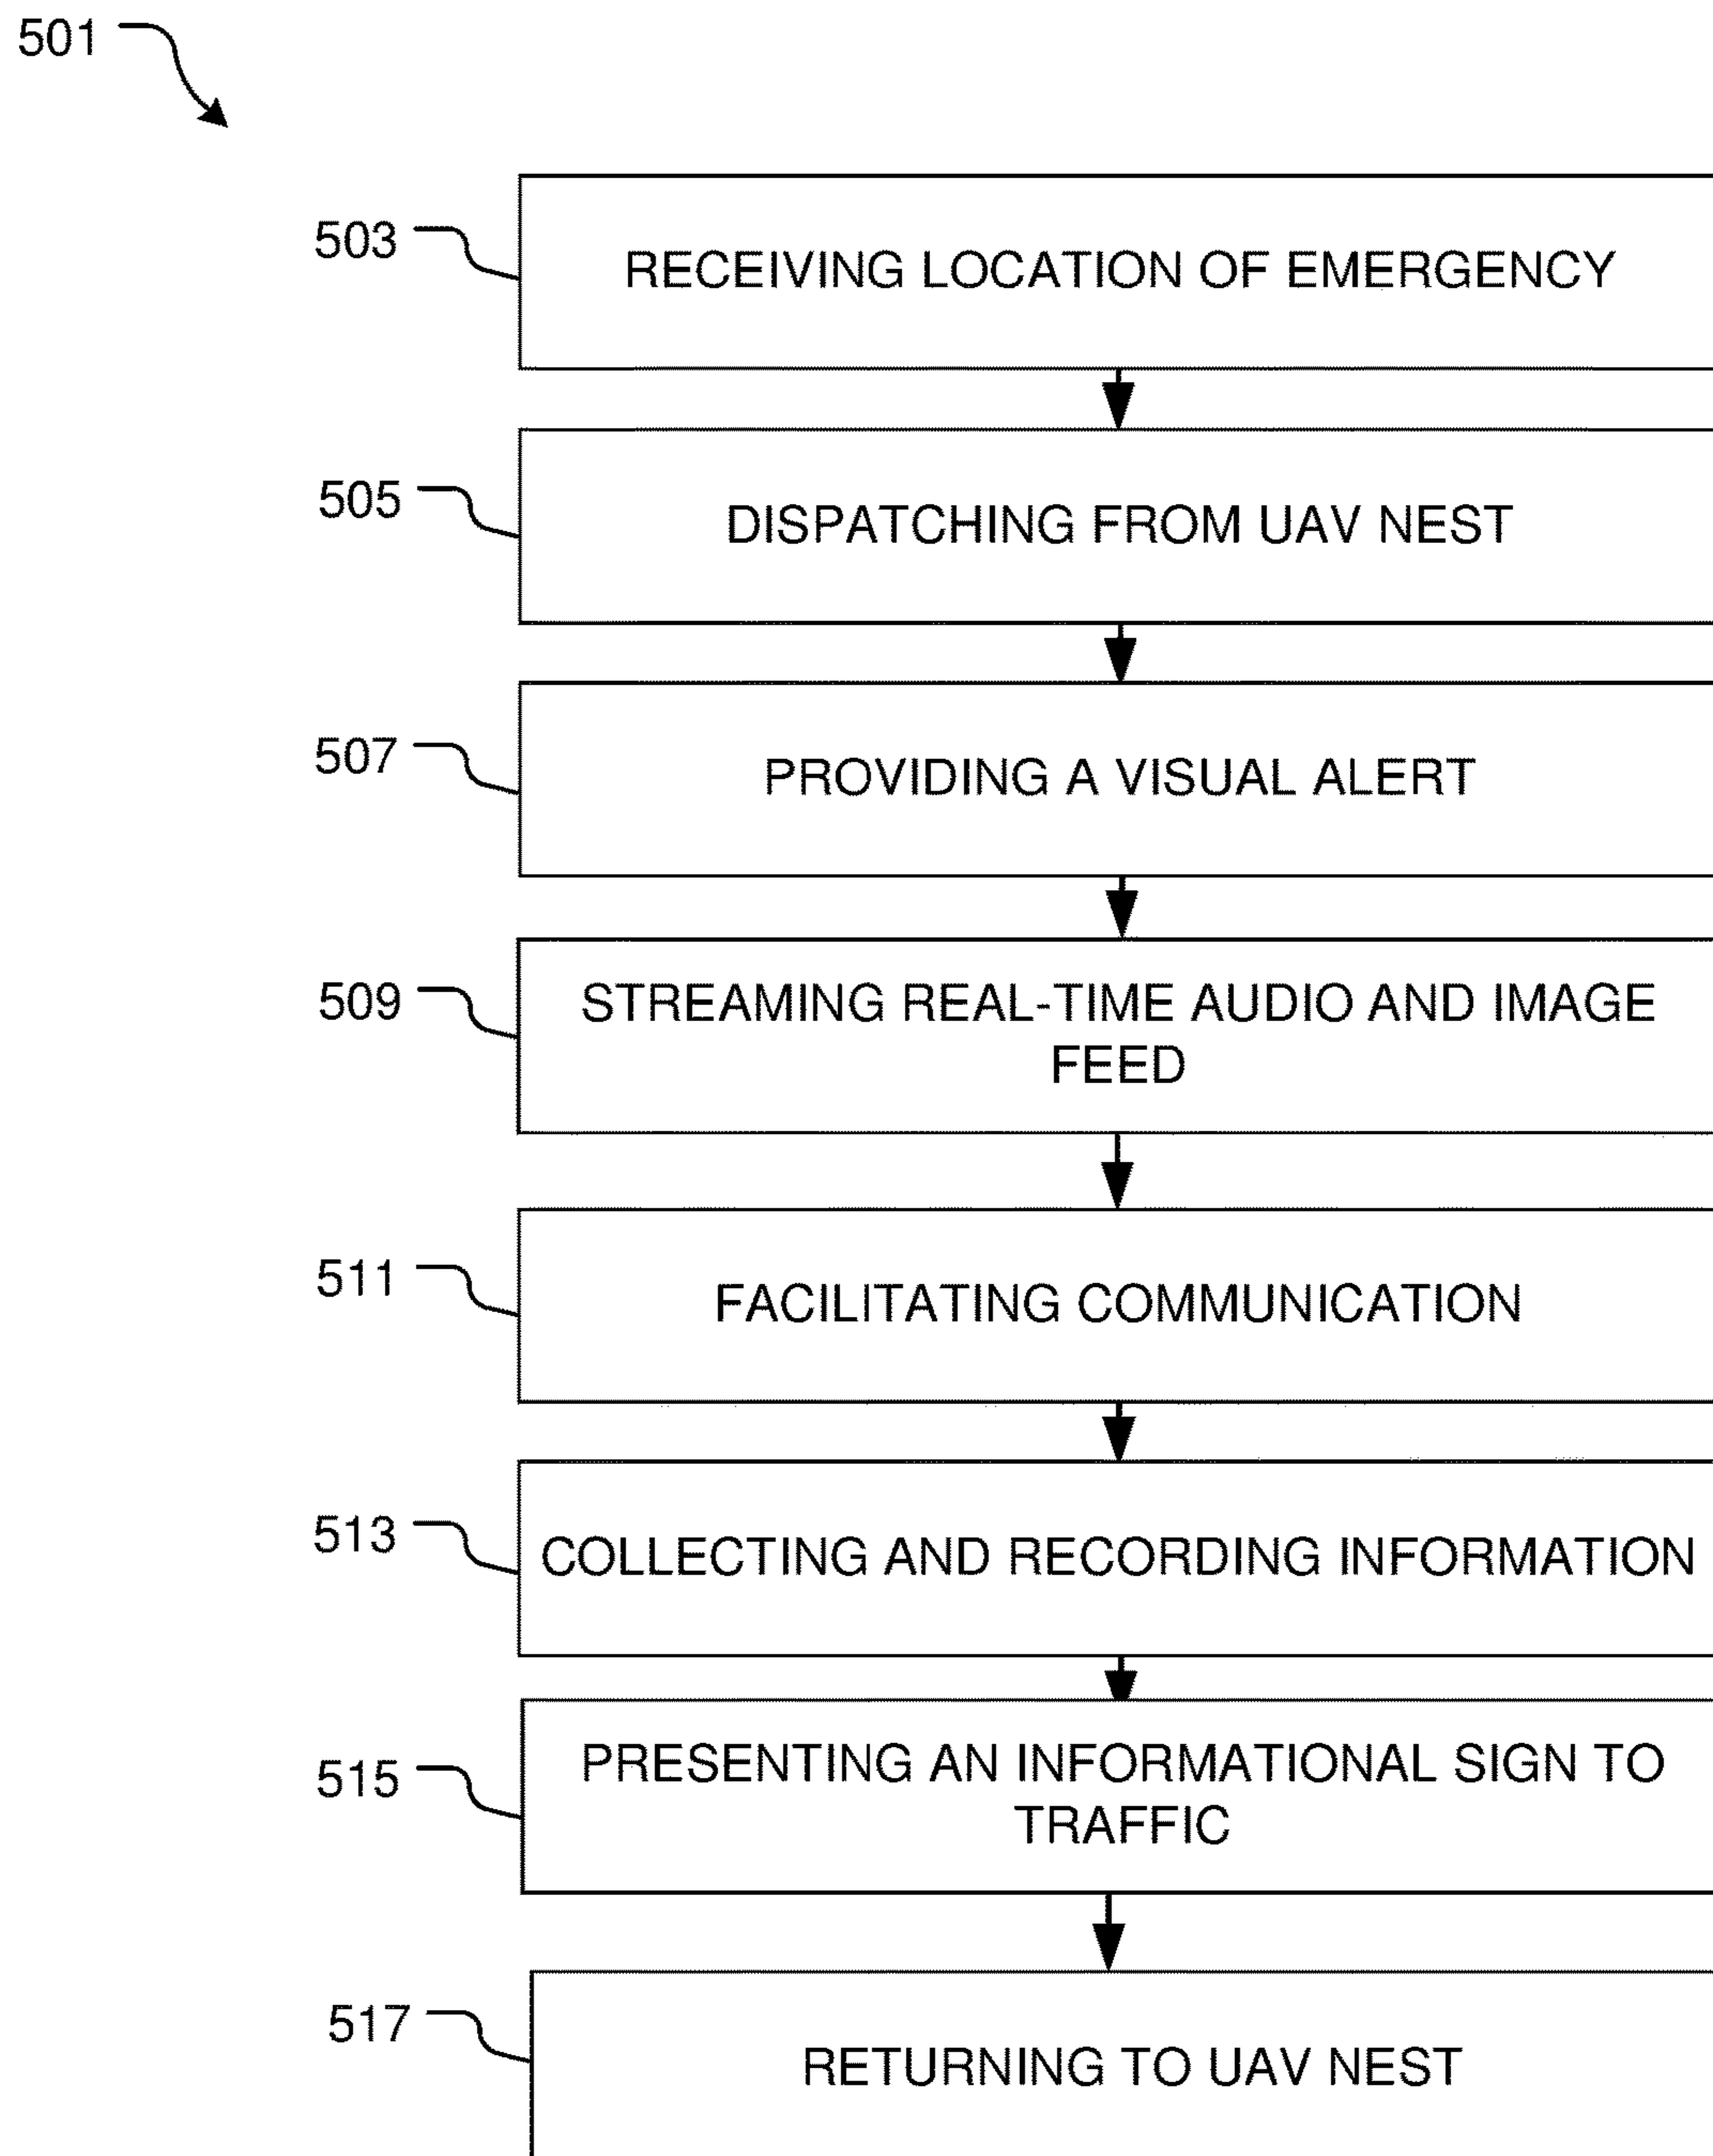 501
503
RECEIVING LOCATION OF EMERGENCY
505
DISPATCHING FROM UAV NEST
507
PROVIDING A VISUAL ALERT
509
STREAMING REAL-TIME AUDIO AND IMAGE
FEED
511
FACILITATING COMMUNICATION
513
COLLECTING AND RECORDING INFORMATION
515
PRESENTING AN INFORMATIONAL SIGN TO
TRAFFIC
517
RETURNING TO UAV NEST